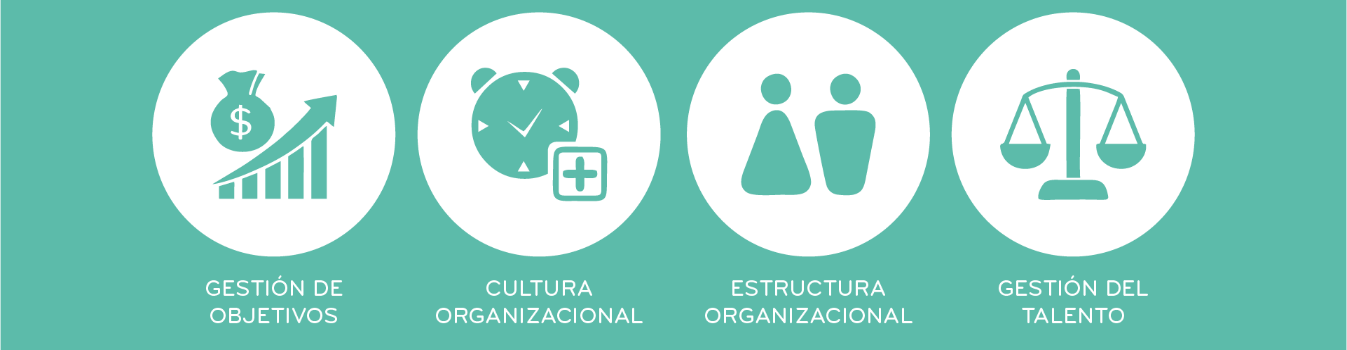 $
GESTIÓN DE
OBJETIVOS
CULTURA
ORGANIZACIONAL
ESTRUCTURA
ORGANIZACIONAL
GESTIÓN DEL
TALENTO